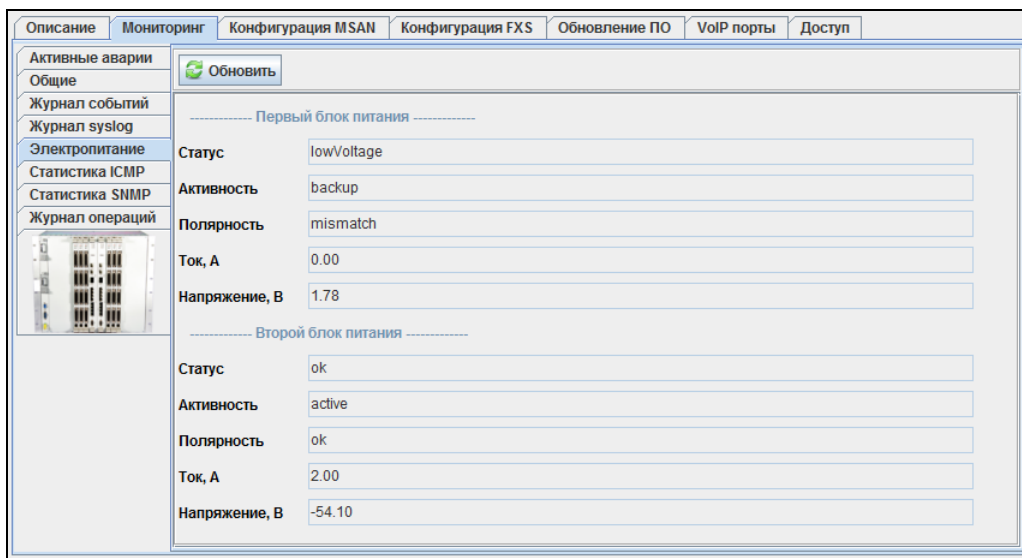 Описание Мониторинг Конфигурация MSAN Конфигурация FXS Обновление ПО VoIP порты Доступ
Активные аварии
Общие
Журнал событий
Журнал syslog
Электропитание
Статистика ICMP
Статистика SNMP
Журнал операций
Обновить
------------- Первый блок питания -------------
Статус lowVoltage
Активность backup
Полярность mismatch
Ток, А 0.00
Напряжение, В 1.78
------------- Второй блок питания -------------
Статус ok
Активность active
Полярность ok
Ток, А 2.00
Напряжение, В -54.10